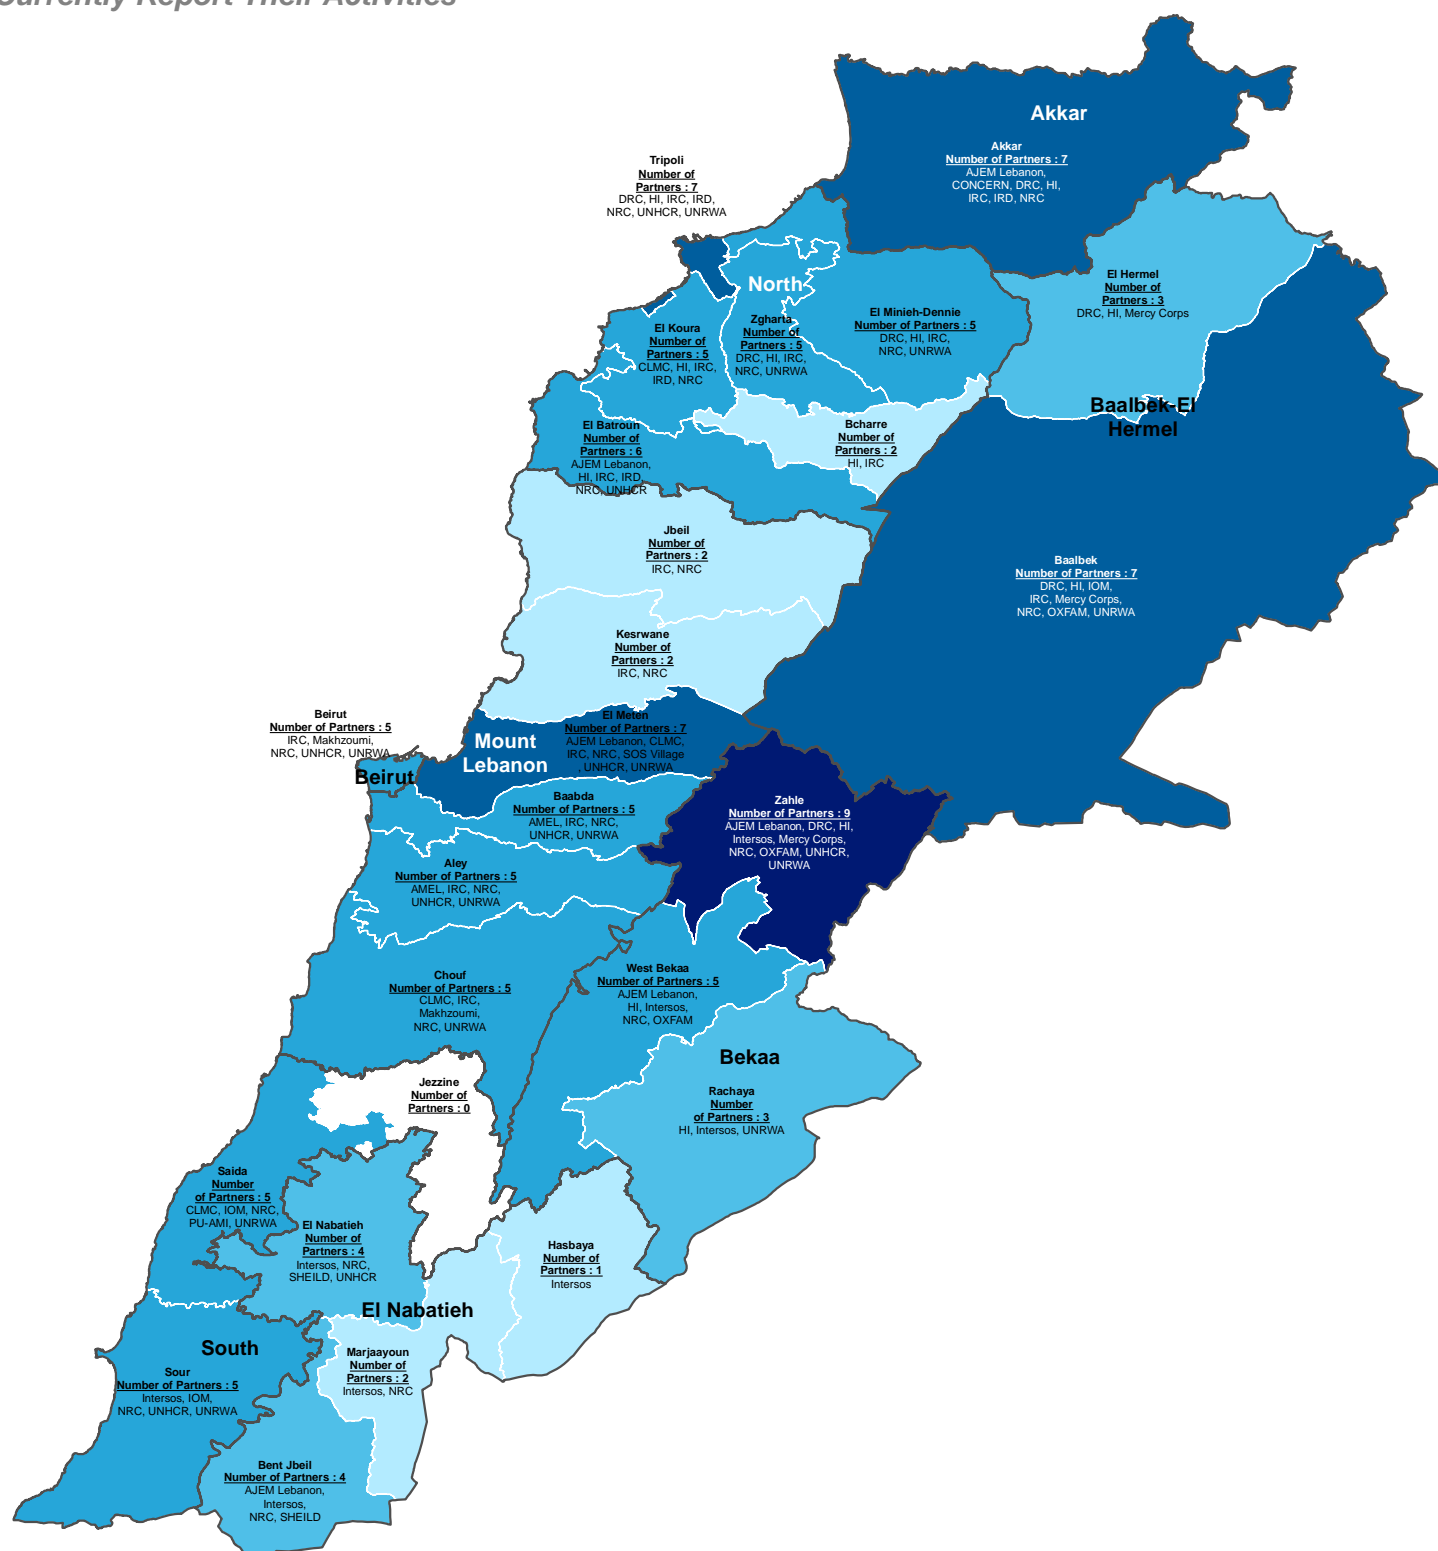 Currently Report Their Activities
Akkar
Akkar
Number of Partners : 7
AJEM Lebanon,
CONCERN, DRC, HI,
IRC, IRD, NRC
Tripoli
Number of
Partners : 7
DRC, HI, IRC, IRD,
NRC, UNHCR, UNRWA
El Hermel
Number of
Partners : 3
DRC, HI, Mercy Corps
North
El Minieh-Dennie
Number of Partners : 5
DRC, HI, IRC,
NRC, UNRWA
Zgharta
Number of
Partners : 5
DRC, HI, IRC,
NRC, UNRWA
El Koura
Number of
Partners : 5
CLMC, HI, IRC,
IRD, NRC
Baalbek-El
Hermel
Bcharre
Number of
Partners : 2
HI, IRC
El Batroun
Number of
Partners : 6
AJEM Lebanon,
HI, IRC, IRD,
NRC, UNHCR
Jbeil
Number of
Partners : 2
IRC, NRC
Baalbek
Number of Partners : 7
DRC, HI, IOM,
IRC, Mercy Corps,
NRC, OXFAM, UNRWA
Kesrwane
Number of
Partners : 2
IRC, NRC
Beirut
Number of Partners : 5
IRC, Makhzoumi,
NRC, UNHCR, UNRWA
El Meten
Number of Partners : 7
AJEM Lebanon, CLMC,
IRC, NRC, SOS Village
, UNHCR, UNRWA
Mount
Lebanon
Beirut
Baabda
Number of Partners : 5
AMEL, IRC, NRC,
UNHCR, UNRWA
Zahle
Number of Partners : 9
AJEM Lebanon, DRC, HI,
Intersos, Mercy Corps,
NRC, OXFAM, UNHCR,
UNRWA
Aley
Number of Partners : 5
AMEL, IRC, NRC,
UNHCR, UNRWA
Chouf
Number of Partners : 5
CLMC, IRC,
Makhzoumi,
NRC, UNRWA
West Bekaa
Number of Partners : 5
AJEM Lebanon,
HI, Intersos,
NRC, OXFAM
Bekaa
Rachaya
Number
of Partners : 3
HI, Intersos, UNRWA
Jezzine
Number of
Partners : 0
Saida
Number
of Partners : 5
CLMC, IOM, NRC,
PU-AMI, UNRWA
El Nabatieh
Number of
Partners : 4
Intersos, NRC,
SHEILD, UNHCR
Hasbaya
Number of
Partners : 1
Intersos
El Nabatieh
South
Sour
Number of Partners : 5
Intersos, IOM,
NRC, UNHCR, UNRWA
Marjaayoun
Number of
Partners : 2
Intersos, NRC
Bent Jbeil
Number of Partners : 4
AJEM Lebanon,
Intersos,
NRC, SHEILD